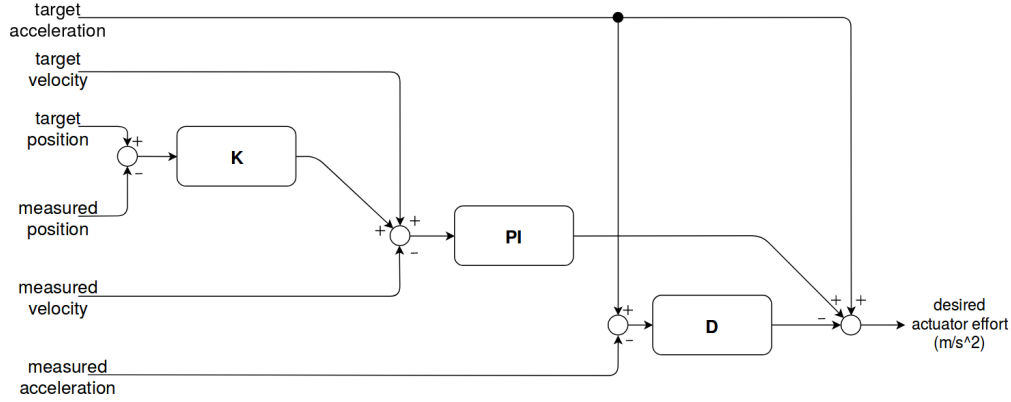 target
acceleration
target
velocity
target
position
+
−
K
measured
position
+
+
−
PI
measured
velocity
+
−
D
+
+
−
desired
actuator effort
(m/s^2)
measured
acceleration